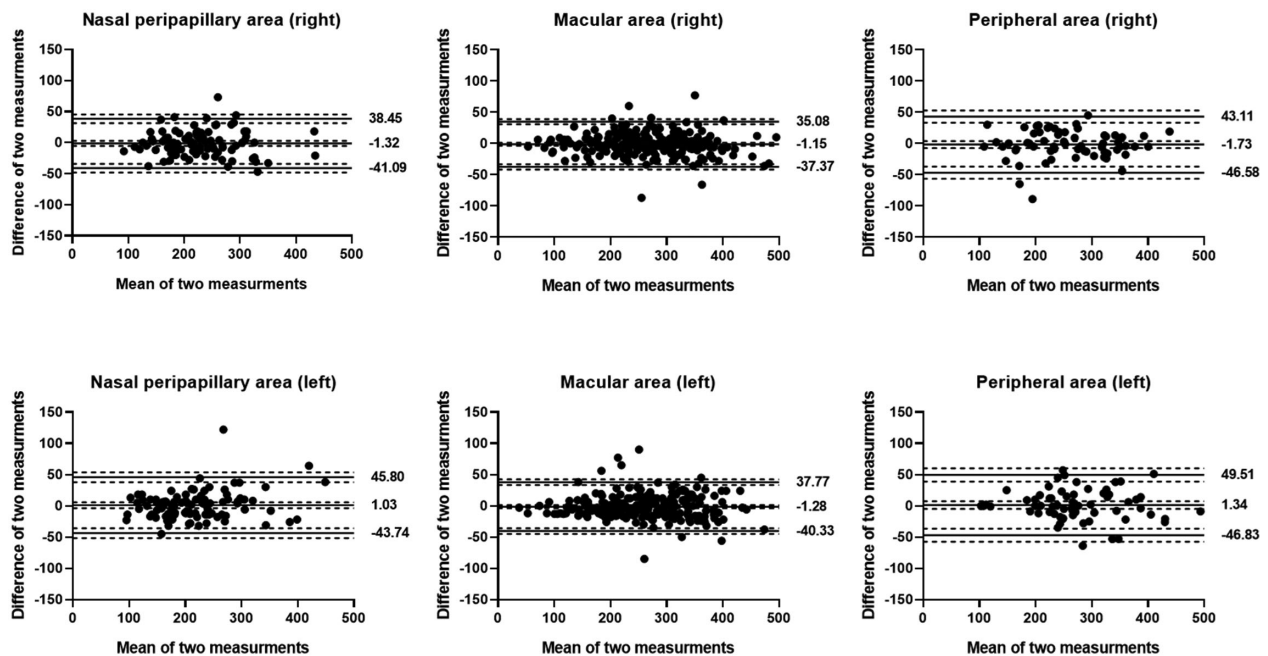 Nasal peripapillary area (right)
Difference of two measurments
150
100
50
0
-50
-100
-150
0 100 200 300 400 500
38.45
-1.32
-41.09
Mean of two measurments
Macular area (right)
Difference of two measurments
150
100
50
0
-50
-100
-150
0 100 200 300 400 500
35.08
-1.15
-37.37
Mean of two measurments
Peripheral area (right)
Difference of two measurments
150
100
50
0
-50
-100
-150
0 100 200 300 400 500
43.11
-1.73
-46.58
Mean of two measurments
Nasal peripapillary area (left)
Difference of two measurments
150
100
50
0
-50
-100
-150
0 100 200 300 400 500
45.80
1.03
-43.74
Mean of two measurments
Macular area (left)
Difference of two measurments
150
100
50
0
-50
-100
-150
0 100 200 300 400 500
37.77
-1.28
-40.33
Mean of two measurments
Peripheral area (left)
Difference of two measurments
150
100
50
0
-50
-100
-150
0 100 200 300 400 500
49.51
1.34
-46.83
Mean of two measurments